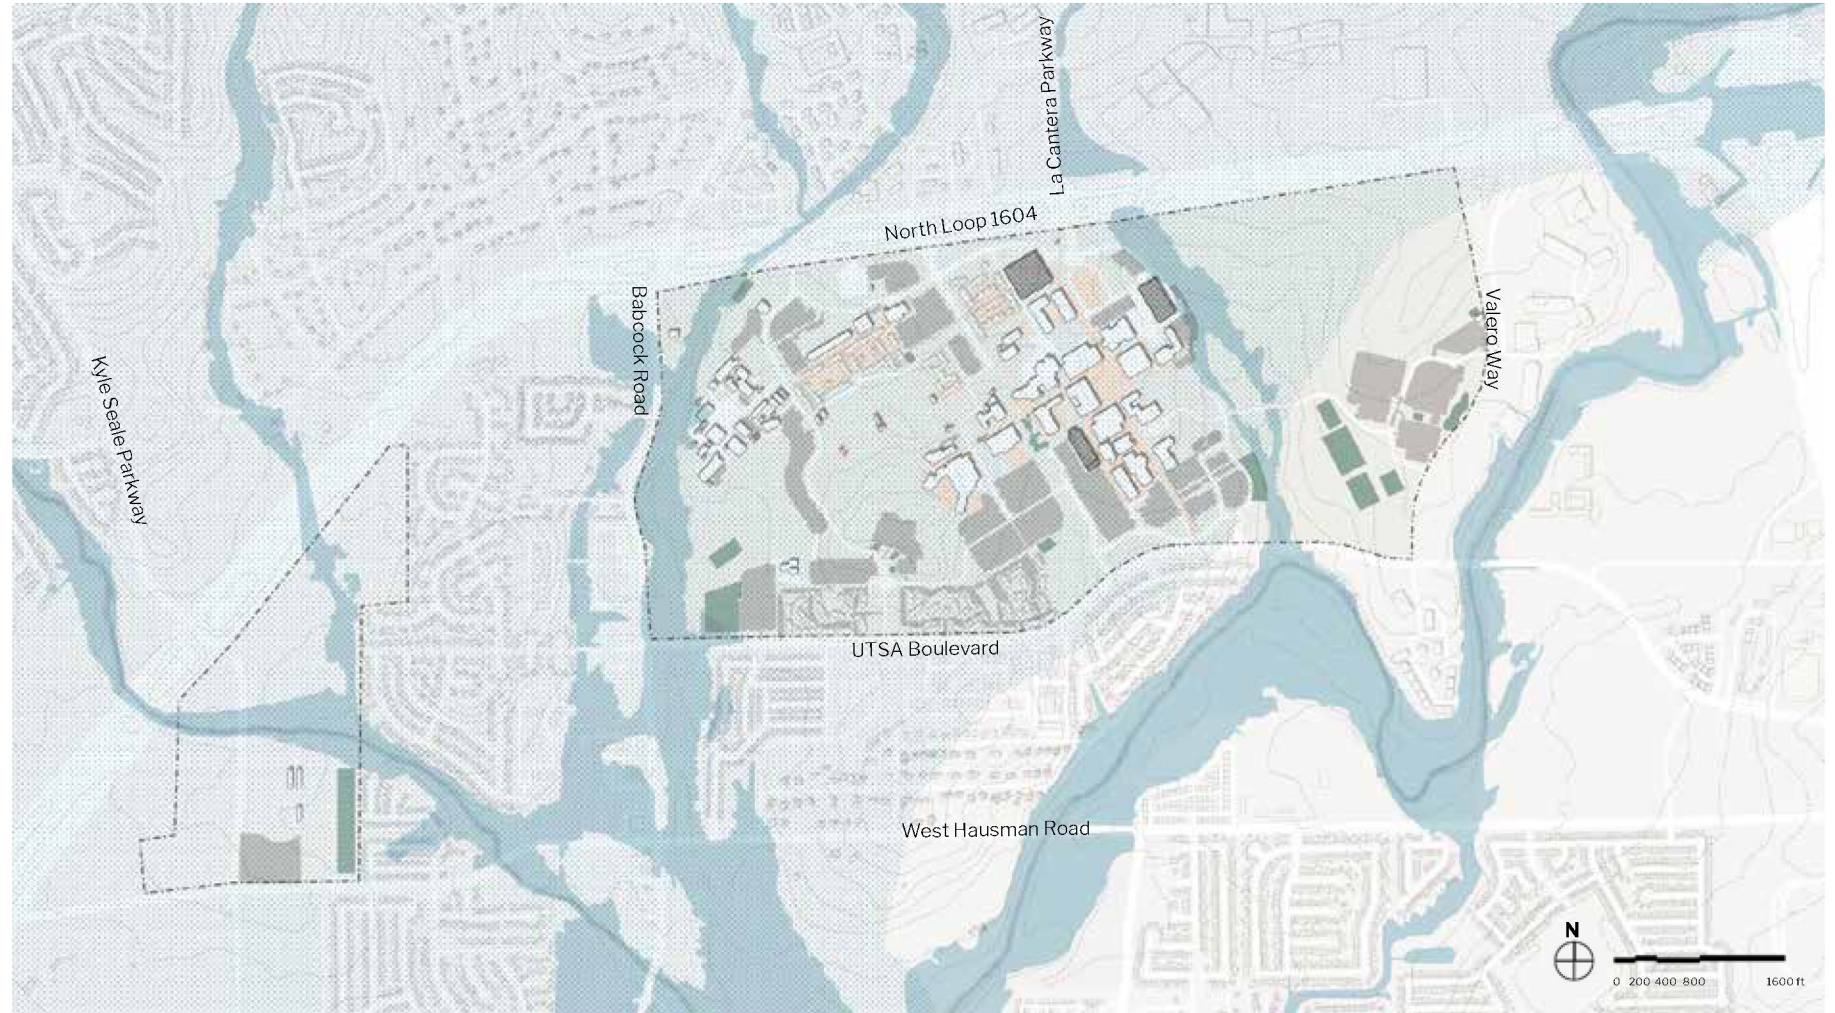 La Cantera Parkway
North Loop 1604
Babcock Road
Valero Way
Kyle Seale Parkway
UTSA Boulevard
West Hausman Road
N
0 200 400 800 1600 ft